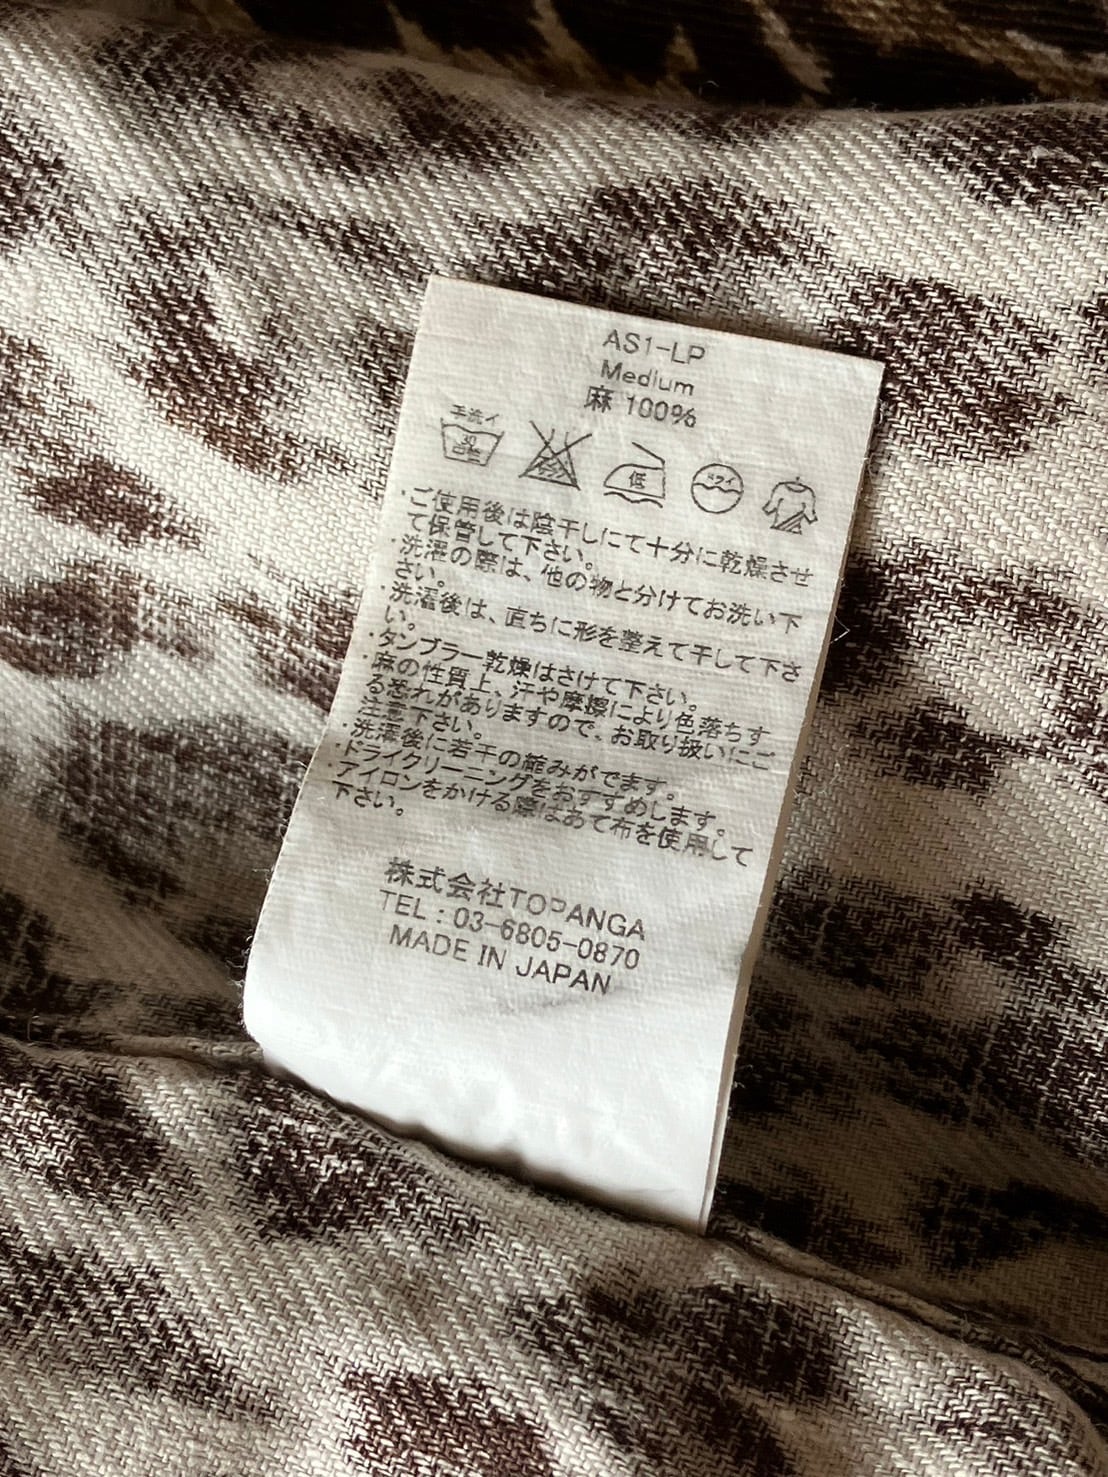 AS1-LP
Medium
麻 100%
手洗イ
30
中性
低
ドライ
・ご使用後は陰干しにて十分に乾燥させ
て保管して下さい。
・洗濯の際は、他の物と分けてお洗い下
さい。
・洗濯後は、直ちに形を整えて干して下さ
い。
・タンブラー乾燥はさけて下さい。
・麻の性質上、汗や摩擦により色落ちす
る恐れがありますので、お取り扱いにご
注意下さい。
・洗濯後に若干の縮みがでます。
・ドライクリーニングをおすすめします。
・アイロンをかける際はあて布を使用して
下さい。
株式会社TOPANGA
TEL：03-6805-0870
MADE IN JAPAN